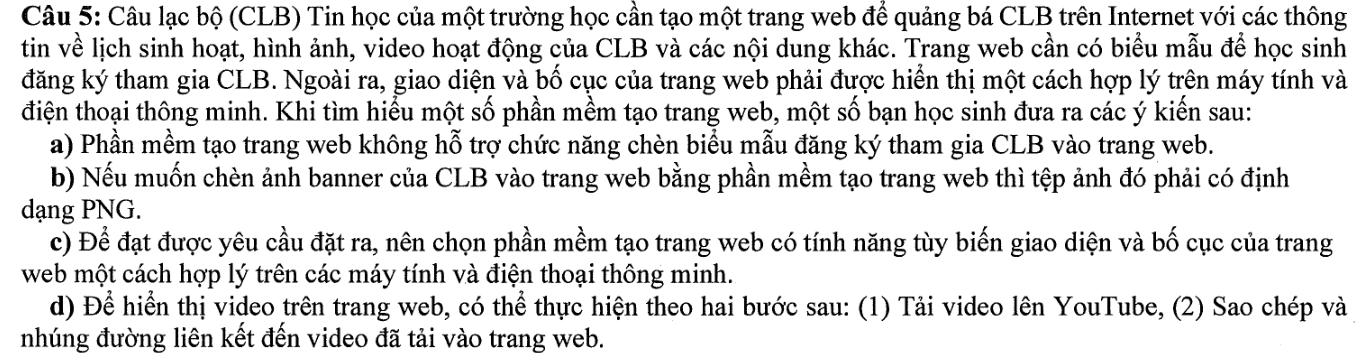 Câu 5: Câu lạc bộ (CLB) Tin học của một trường học cần tạo một trang web để quảng bá CLB trên Internet với các thông
tin về lịch sinh hoạt, hình ảnh, video hoạt động của CLB và các nội dung khác. Trang web cần có biểu mẫu để học sinh
đăng ký tham gia CLB. Ngoài ra, giao diện và bố cục của trang web phải được hiển thị một cách hợp lý trên máy tính và
điện thoại thông minh. Khi tìm hiểu một số phần mềm tạo trang web, một số bạn học sinh đưa ra các ý kiến sau:
a) Phần mềm tạo trang web không hỗ trợ chức năng chèn biểu mẫu đăng ký tham gia CLB vào trang web.
b) Nếu muốn chèn ảnh banner của CLB vào trang web bằng phần mềm tạo trang web thì tệp ảnh đó phải có định
dạng PNG.
c) Để đạt được yêu cầu đặt ra, nên chọn phần mềm tạo trang web có tính năng tùy biến giao diện và bố cục của trang
web một cách hợp lý trên các máy tính và điện thoại thông minh.
d) Để hiển thị video trên trang web, có thể thực hiện theo hai bước sau: (1) Tải video lên YouTube, (2) Sao chép và
nhúng đường liên kết đến video đã tải vào trang web.